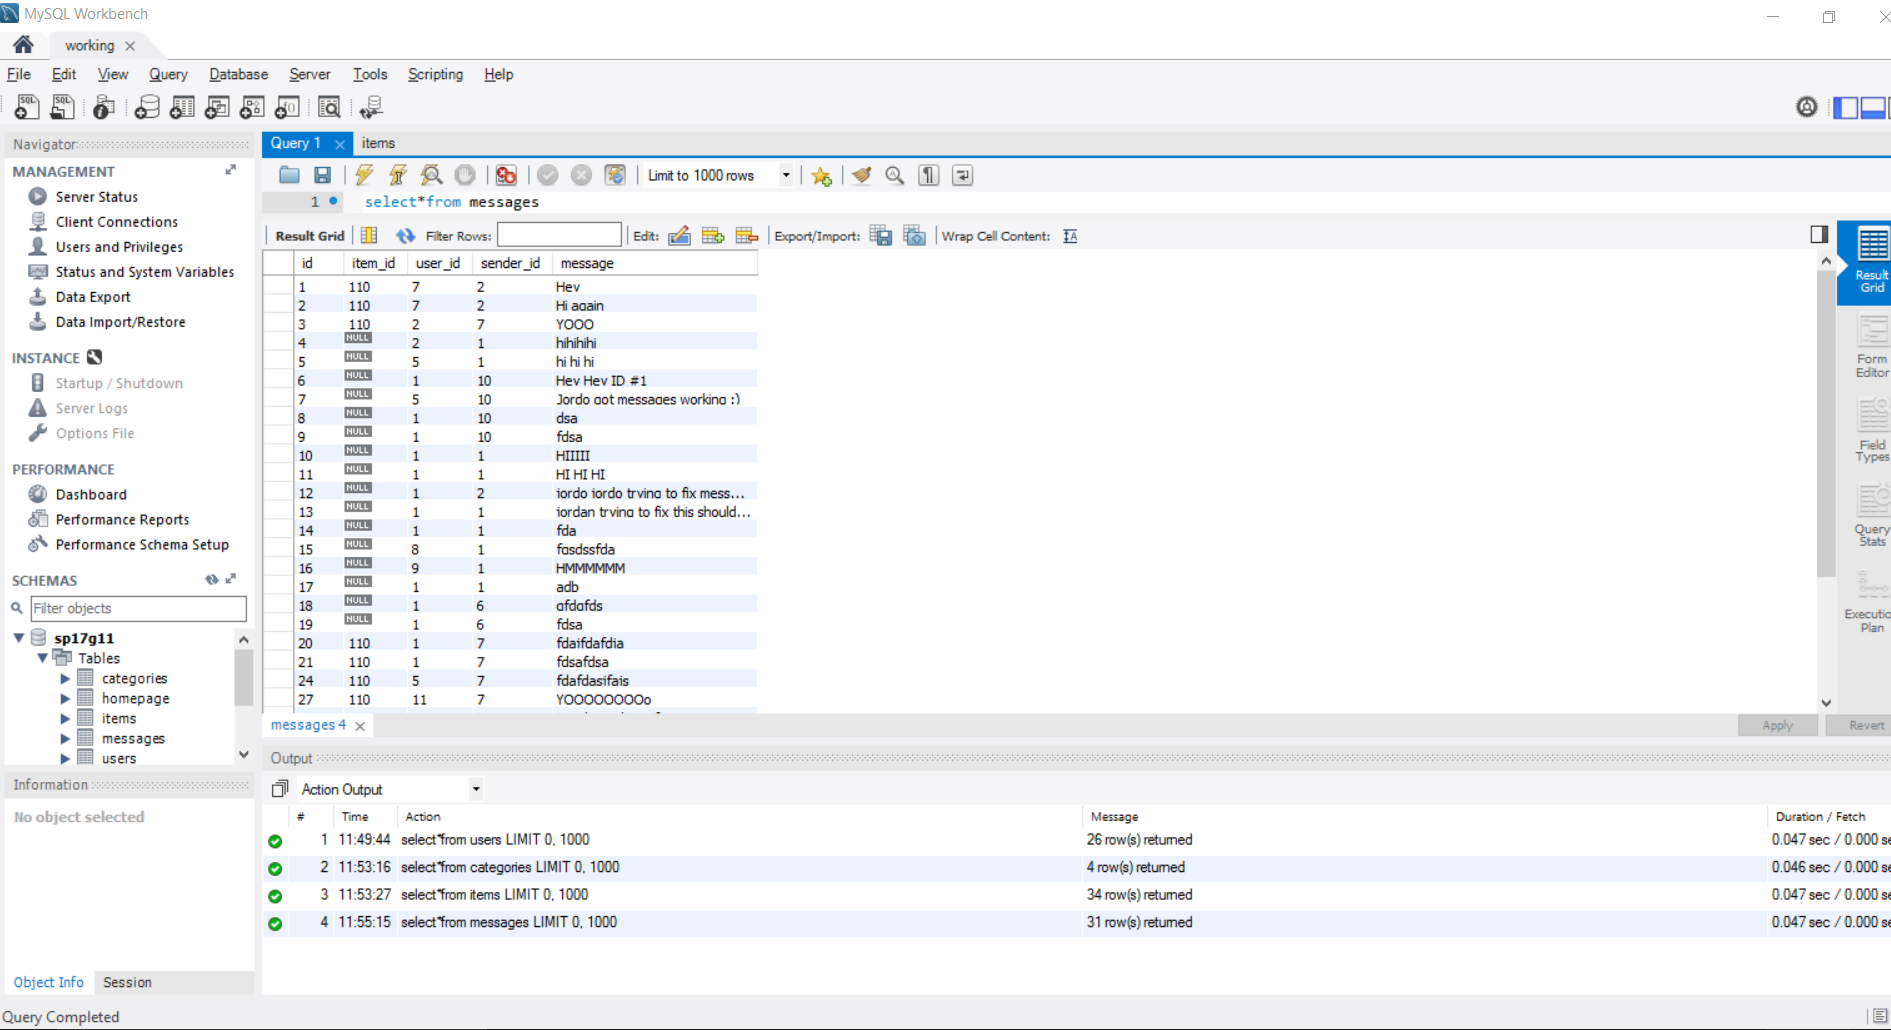 MySQL Workbench
working
File Edit View Query Database Server Tools Scripting Help
Navigator
MANAGEMENT
Server Status
Client Connections
Users and Privileges
Status and System Variables
Data Export
Data Import/Restore
INSTANCE
Startup / Shutdown
Server Logs
Options File
PERFORMANCE
Dashboard
Performance Reports
Performance Schema Setup
SCHEMAS
Filter objects
sp17g11
Tables
categories
homepage
items
messages
users
Information
No object selected
Object Info Session
Query Completed
Query 1 items
Limit to 1000 rows
1 select*from messages
Result Grid Filter Rows: Edit: Export/Import: Wrap Cell Content:
id item_id user_id sender_id message
1 110 7 2 Hey
2 110 7 2 Hi again
3 110 2 7 YOOO
4 NULL 2 1 hihihihi
5 NULL 5 1 hi hi hi
6 NULL 1 10 Hey Hey ID #1
7 NULL 5 10 Jordo got messages working :)
8 NULL 1 10 dsa
9 NULL 1 10 fdsa
10 NULL 1 1 HIIIII
11 NULL 1 1 HI HI HI
12 NULL 1 2 jordo jordo trying to fix mess...
13 NULL 1 1 jordan trying to fix this should...
14 NULL 1 1 fda
15 NULL 8 1 fgsdssfda
16 NULL 9 1 HMMMMMM
17 NULL 1 1 adb
18 NULL 1 6 gfdgfds
19 NULL 1 6 fdsa
20 110 1 7 fdaifdafdia
21 110 1 7 fdsafdsa
24 110 5 7 fdafdasifais
27 110 11 7 YOOOOOOOOo
messages 4
Apply Revert
Result
Grid
Form
Editor
Field
Types
Query
Stats
Executio
Plan
Output
Action Output
# Time Action Message Duration / Fetch
1 11:49:44 select*from users LIMIT 0, 1000 26 row(s) returned 0.047 sec / 0.000 se
2 11:53:16 select*from categories LIMIT 0, 1000 4 row(s) returned 0.046 sec / 0.000 se
3 11:53:27 select*from items LIMIT 0, 1000 34 row(s) returned 0.047 sec / 0.000 se
4 11:55:15 select*from messages LIMIT 0, 1000 31 row(s) returned 0.047 sec / 0.000 se